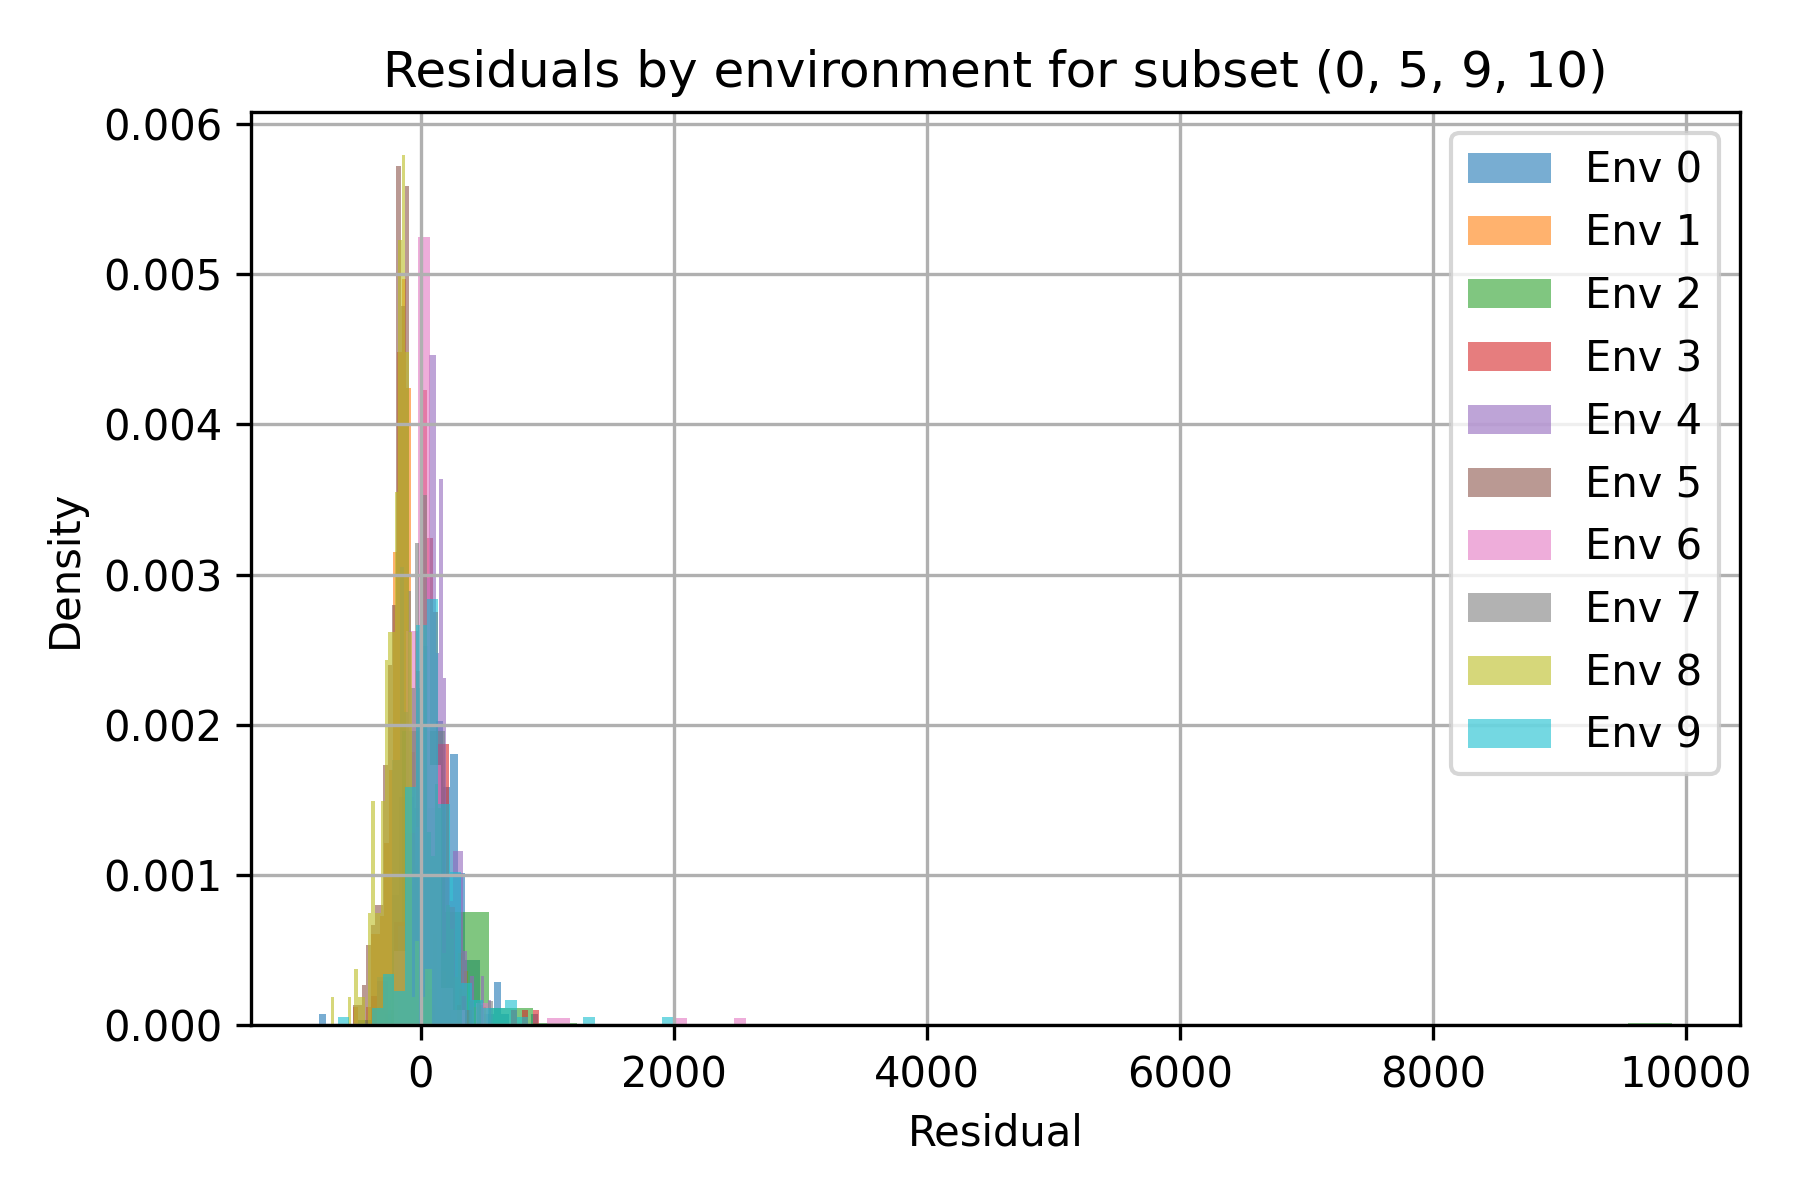 Residuals by environment for subset (0, 5, 9, 10)
0.006
0.005
0.004
0.003
0.002
0.001
0.000
Density
0
2000
4000
6000
8000
10000
Residual
Env 0
Env 1
Env 2
Env 3
Env 4
Env 5
Env 6
Env 7
Env 8
Env 9